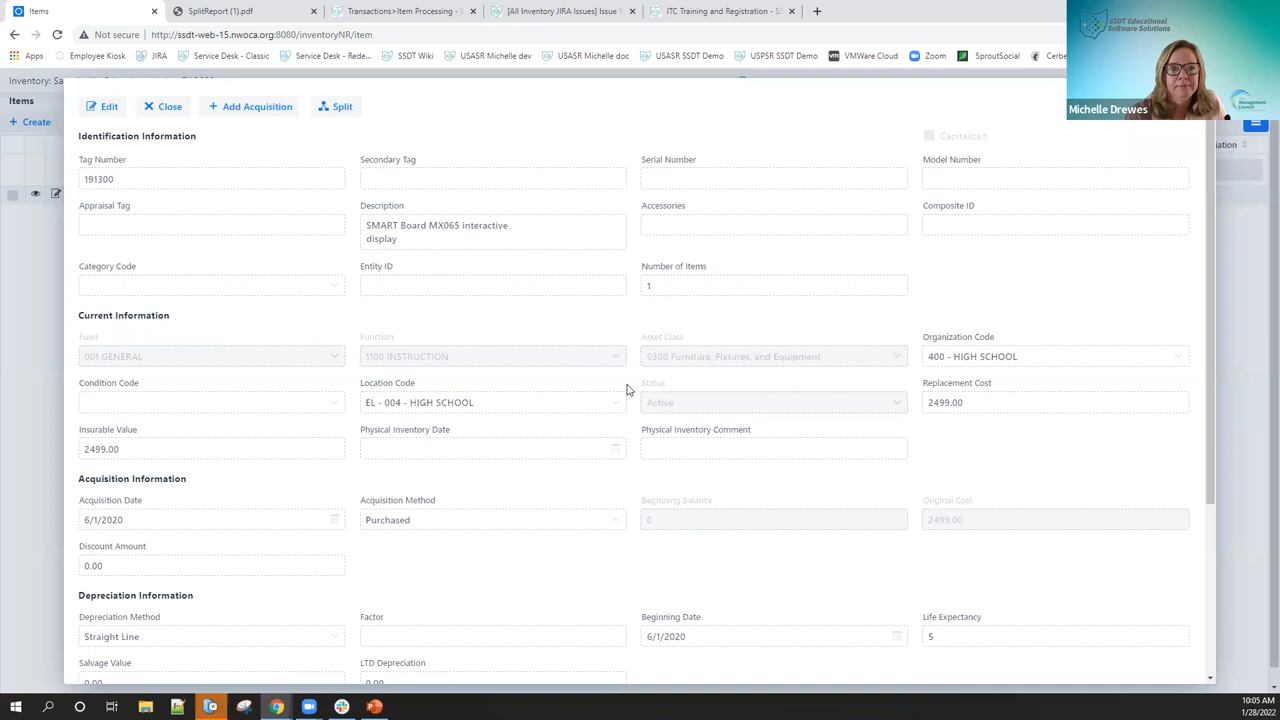 Items
SplitReport (1).pdf
Transactions>Item Processing -
[All Inventory JIRA Issues] Issue
ITC Training and Registration - S
Not secure
http://ssdt-web-15.nwoca.org:8080/inventoryNR/item
Apps
Employee Kiosk
JIRA
Service Desk - Classic
Service Desk - Rede...
SSDT Wiki
USASR Michelle dev
USASR Michelle doc
USASR SSDT Demo
USPSR SSDT Demo
VMWare Cloud
Zoom
SproutSocial
SSDT Educational
Software Solutions
Management
Council
Michelle Drewes
Items
Create
Edit
Close
Add Acquisition
Split
Identification Information
Capitalized
Tag Number
Secondary Tag
Serial Number
Model Number
191300
Appraisal Tag
Description
Accessories
Composite ID
SMART Board MX065 interactive
display
Category Code
Entity ID
Number of Items
1
Current Information
Fund
Function
Asset Class
Organization Code
001 GENERAL
1100 INSTRUCTION
0300 Furniture, Fixtures, and Equipment
400 - HIGH SCHOOL
Condition Code
Location Code
Status
Replacement Cost
EL - 004 - HIGH SCHOOL
Active
2499.00
Insurable Value
Physical Inventory Date
Physical Inventory Comment
2499.00
Acquisition Information
Acquisition Date
Acquisition Method
Beginning Balance
Original Cost
6/1/2020
Purchased
0
2499.00
Discount Amount
0.00
Depreciation Information
Depreciation Method
Factor
Beginning Date
Life Expectancy
Straight Line
6/1/2020
5
Salvage Value
LTD Depreciation
0.00
0.00
10:05 AM
1/28/2022